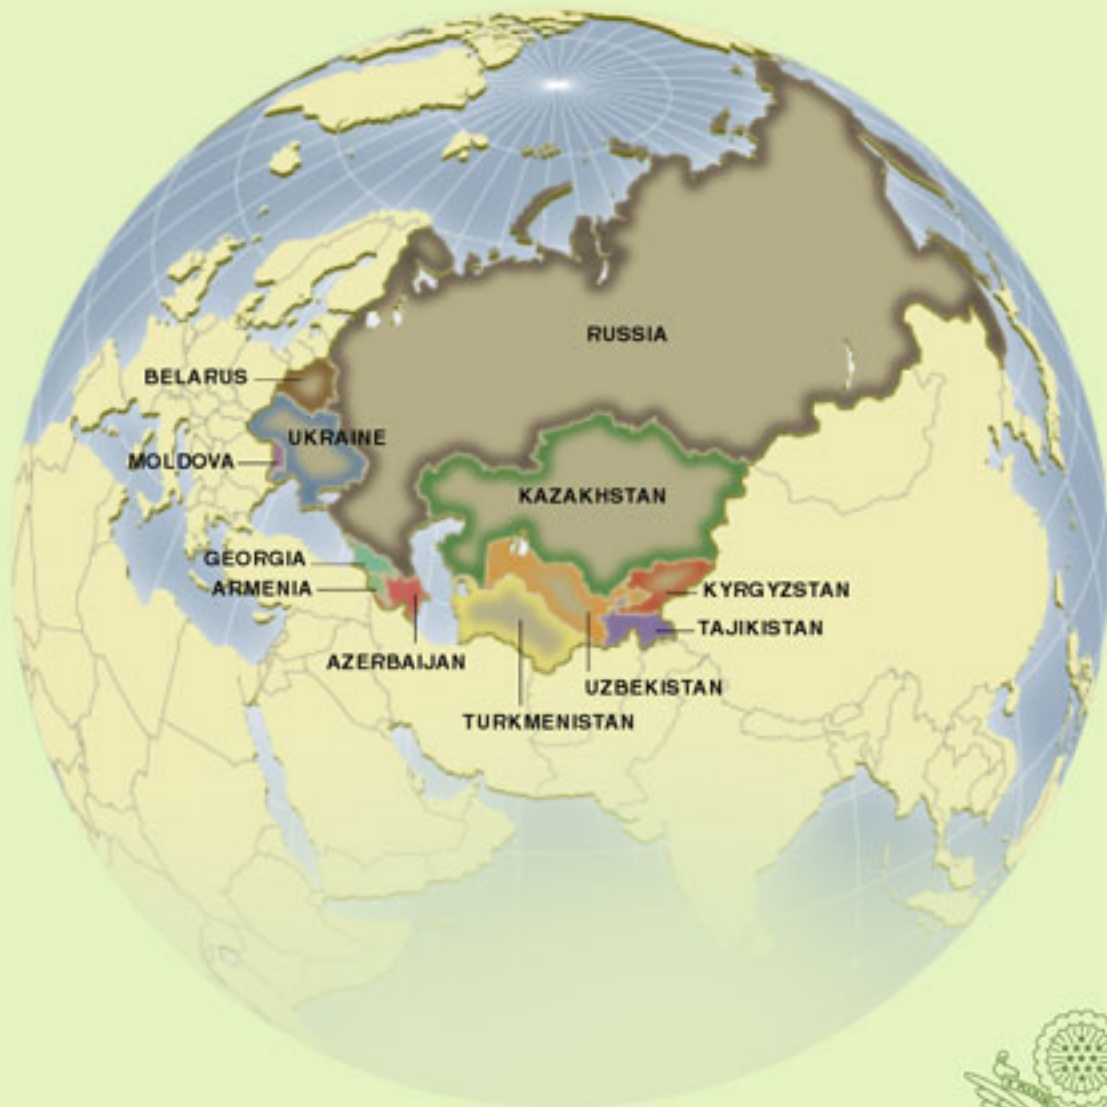 RUSSIA
BELARUS
UKRAINE
MOLDOVA
KAZAKHSTAN
GEORGIA
ARMENIA
KYRGYZSTAN
TAJIKISTAN
AZERBAIJAN
UZBEKISTAN
TURKMENISTAN